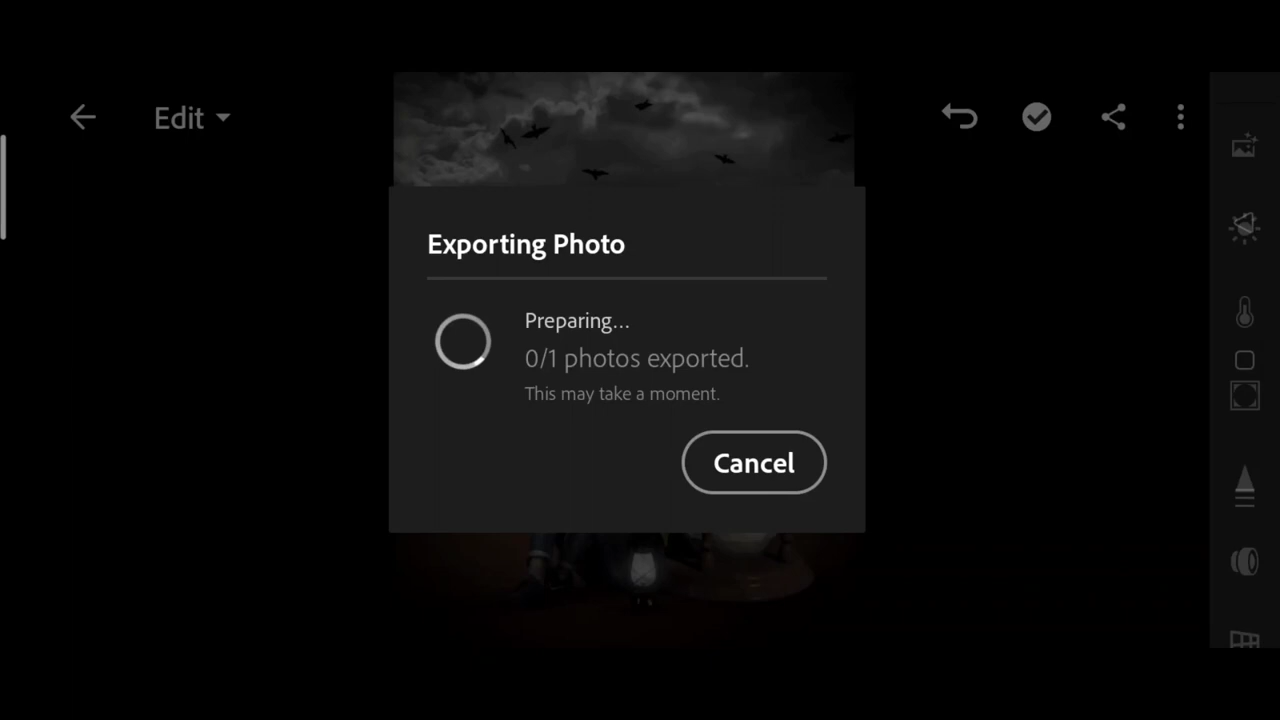 Edit
Exporting Photo
Preparing...
0/1 photos exported.
This may take a moment.
Cancel